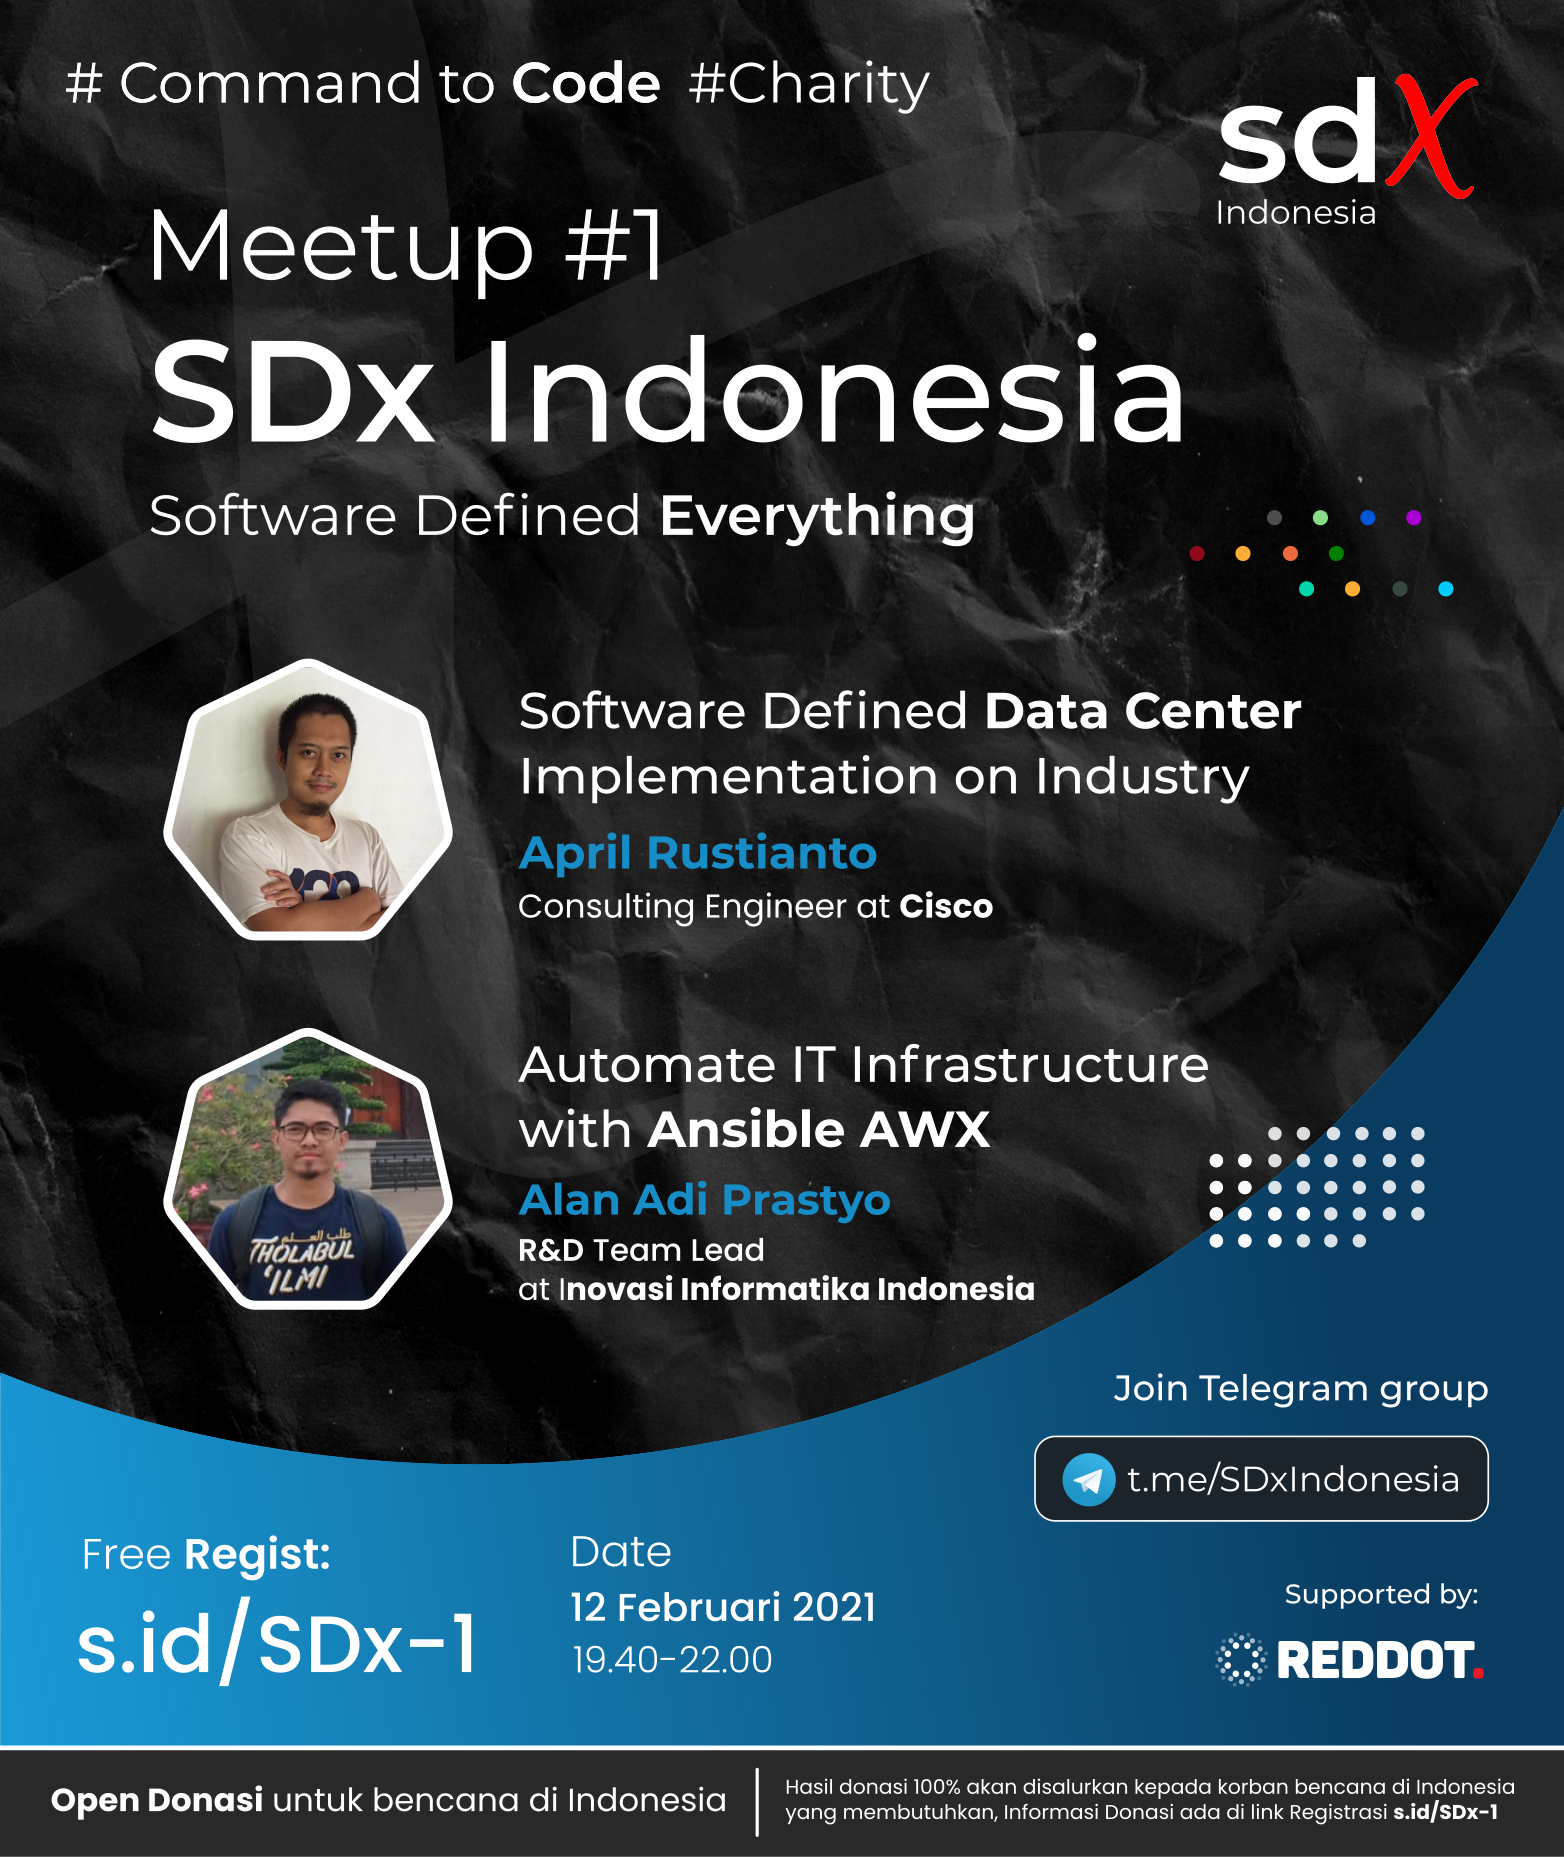 # Command to Code #Charity
sdX
Indonesia
Meetup #1
SDx Indonesia
Software Defined Everything
Software Defined Data Center
Implementation on Industry
April Rustianto
Consulting Engineer at Cisco
Automate IT Infrastructure
with Ansible AWX
Alan Adi Prastyo
R&D Team Lead
at Inovasi Informatika Indonesia
طلب العلم
THOLABUL
'ILMI
Join Telegram group
t.me/SDxIndonesia
Free Regist:
s.id/SDx-1
Date
12 Februari 2021
19.40-22.00
Supported by:
REDDOT.
Open Donasi untuk bencana di Indonesia
Hasil donasi 100% akan disalurkan kepada korban bencana di Indonesia
yang membutuhkan, Informasi Donasi ada di link Registrasi s.id/SDx-1